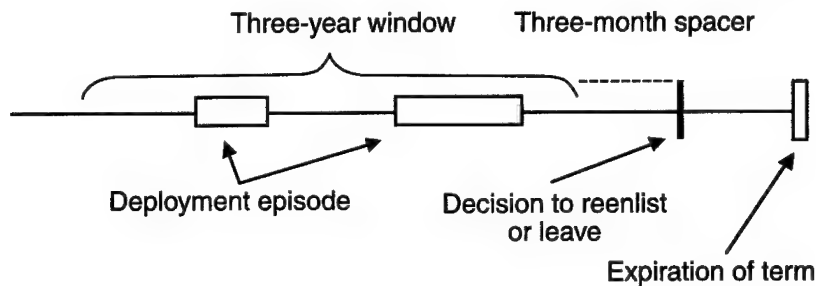 Three-year window
Three-month spacer
Deployment episode
Decision to reenlist
or leave
Expiration of term